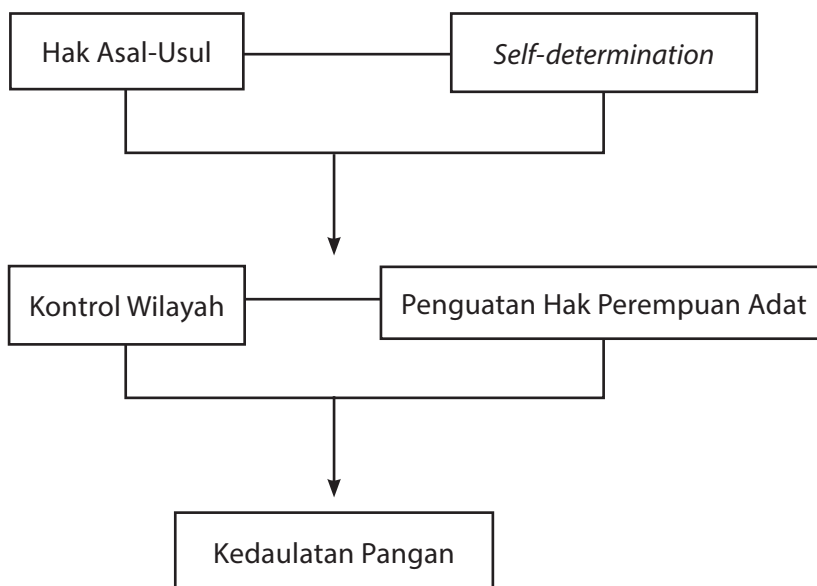 Hak Asal-Usul
Self-determination
Kontrol Wilayah
Penguatan Hak Perempuan Adat
Kedaulatan Pangan